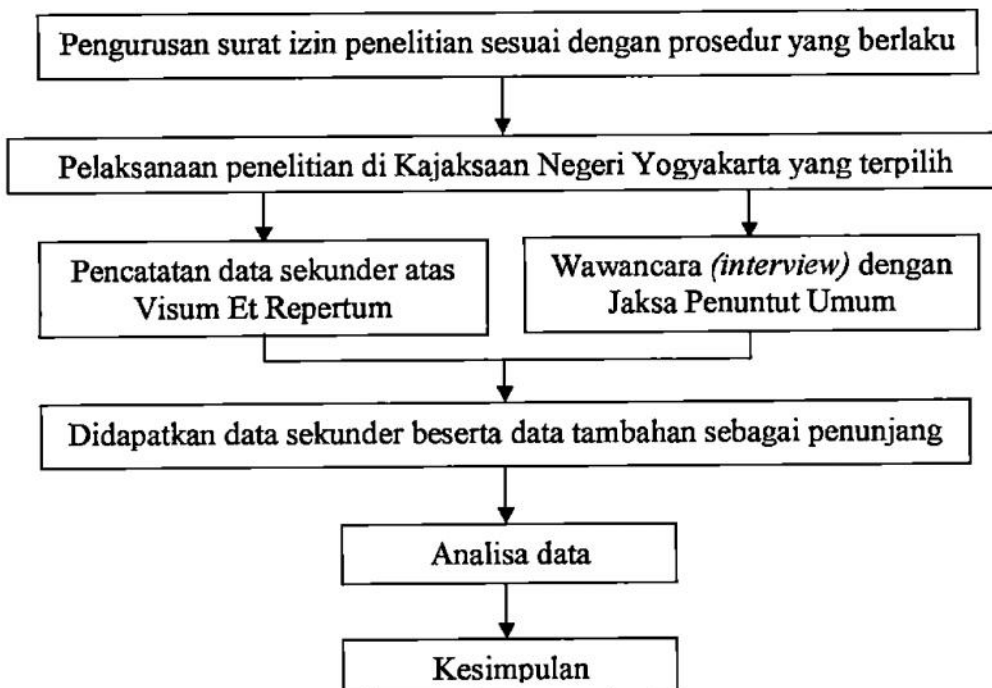 Pengurusan surat izin penelitian sesuai dengan prosedur yang berlaku
Pelaksanaan penelitian di Kajaksaan Negeri Yogyakarta yang terpilih
Pencatatan data sekunder atas
Visum Et Repertum
Wawancara (interview) dengan
Jaksa Penuntut Umum
Didapatkan data sekunder beserta data tambahan sebagai penunjang
Analisa data
Kesimpulan